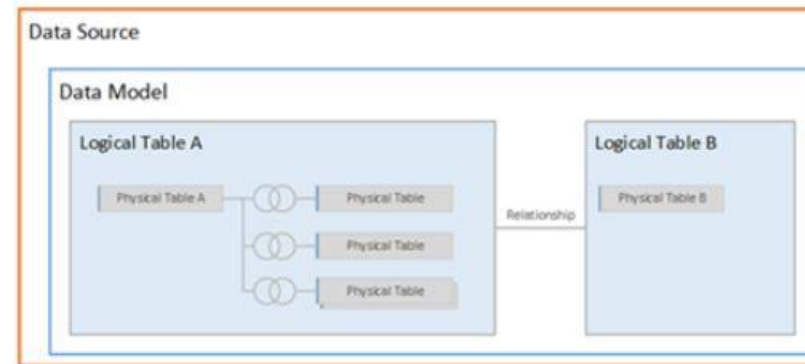 Data Source
Data Model
Logical Table A
Logical Table B
Physical Table A
Physical Table
Physical Table B
Relationship
Physical Table
Physical Table